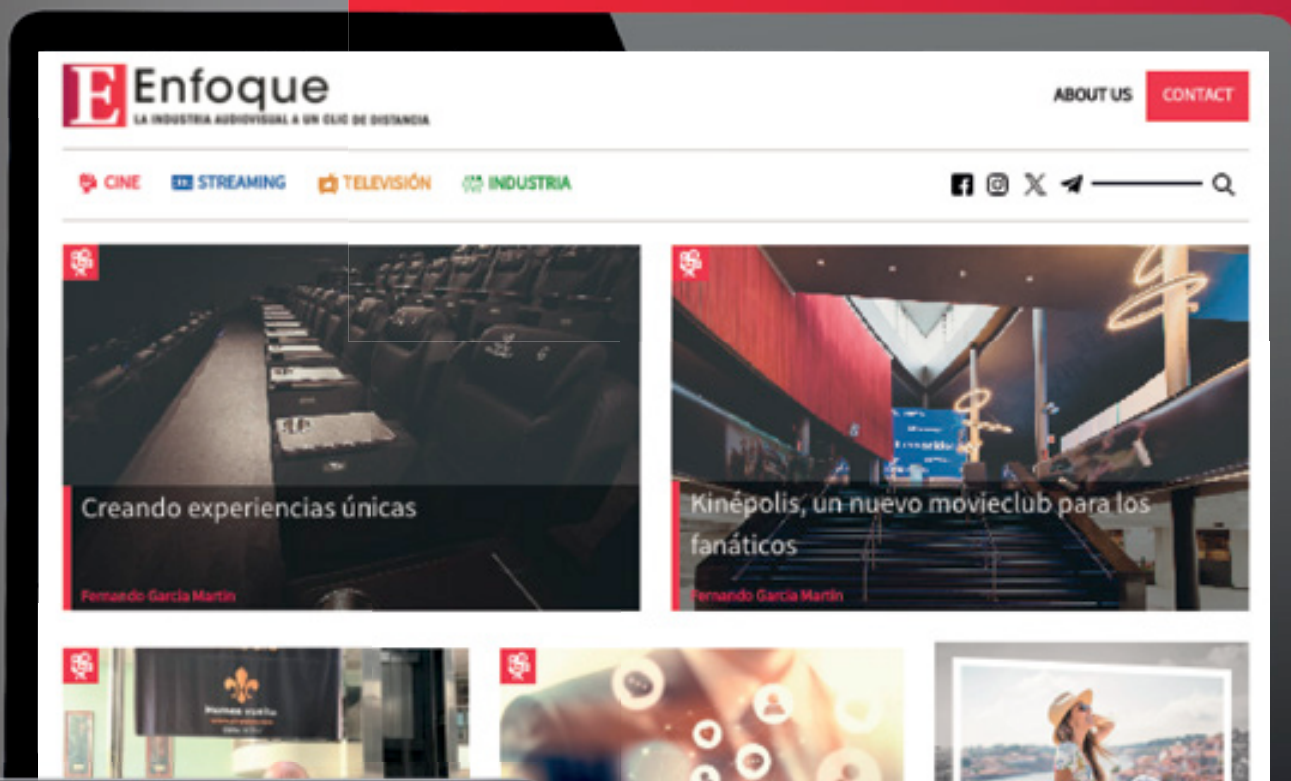 E Enfoque
LA INDUSTRIA AUDIOVISUAL A UN CLIC DE DISTANCIA
ABOUT US
CONTACT
CINE
STREAMING
TELEVISIÓN
INDUSTRIA
Creando experiencias únicas
Fernando García Martín
Kinépolis, un nuevo movieclub para los
fanáticos
Fernando García Martín